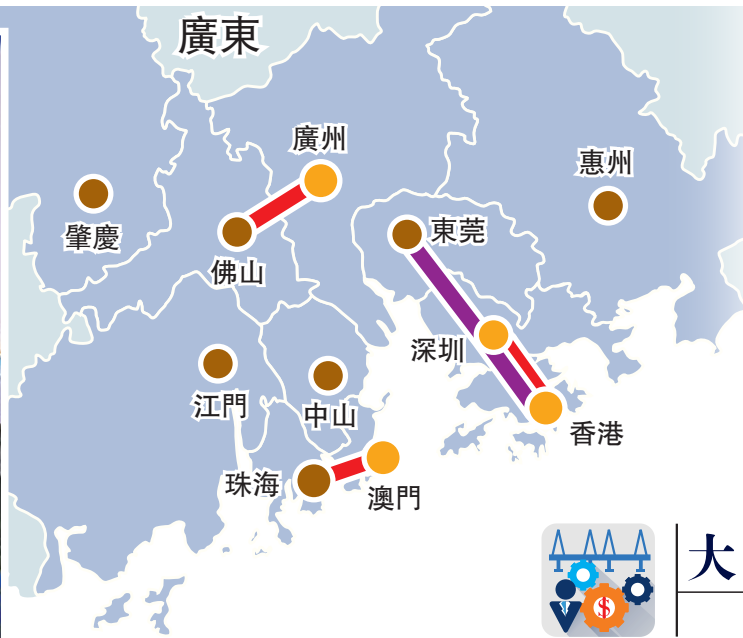 廣東
廣州
惠州
肇慶
東莞
佛山
深圳
江門
中山
香港
珠海
澳門
大
$